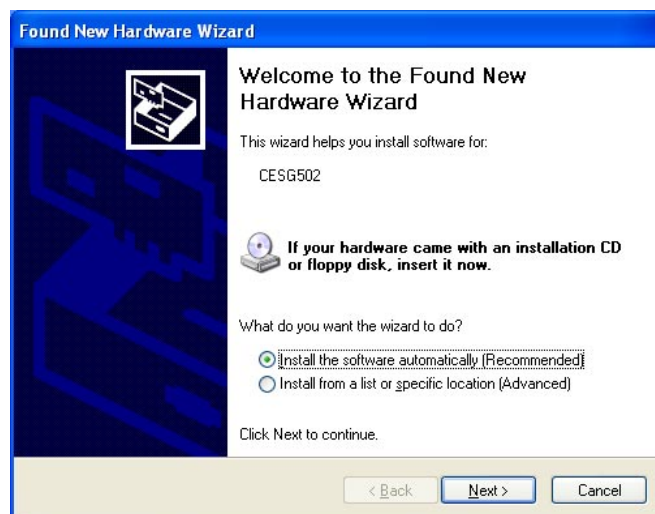 Found New Hardware Wizard
Welcome to the Found New
Hardware Wizard
This wizard helps you install software for:
CESG502
If your hardware came with an installation CD
or floppy disk, insert it now.
What do you want the wizard to do?
Install the software automatically (Recommended)
Install from a list or specific location (Advanced)
Click Next to continue.
< Back Next > Cancel